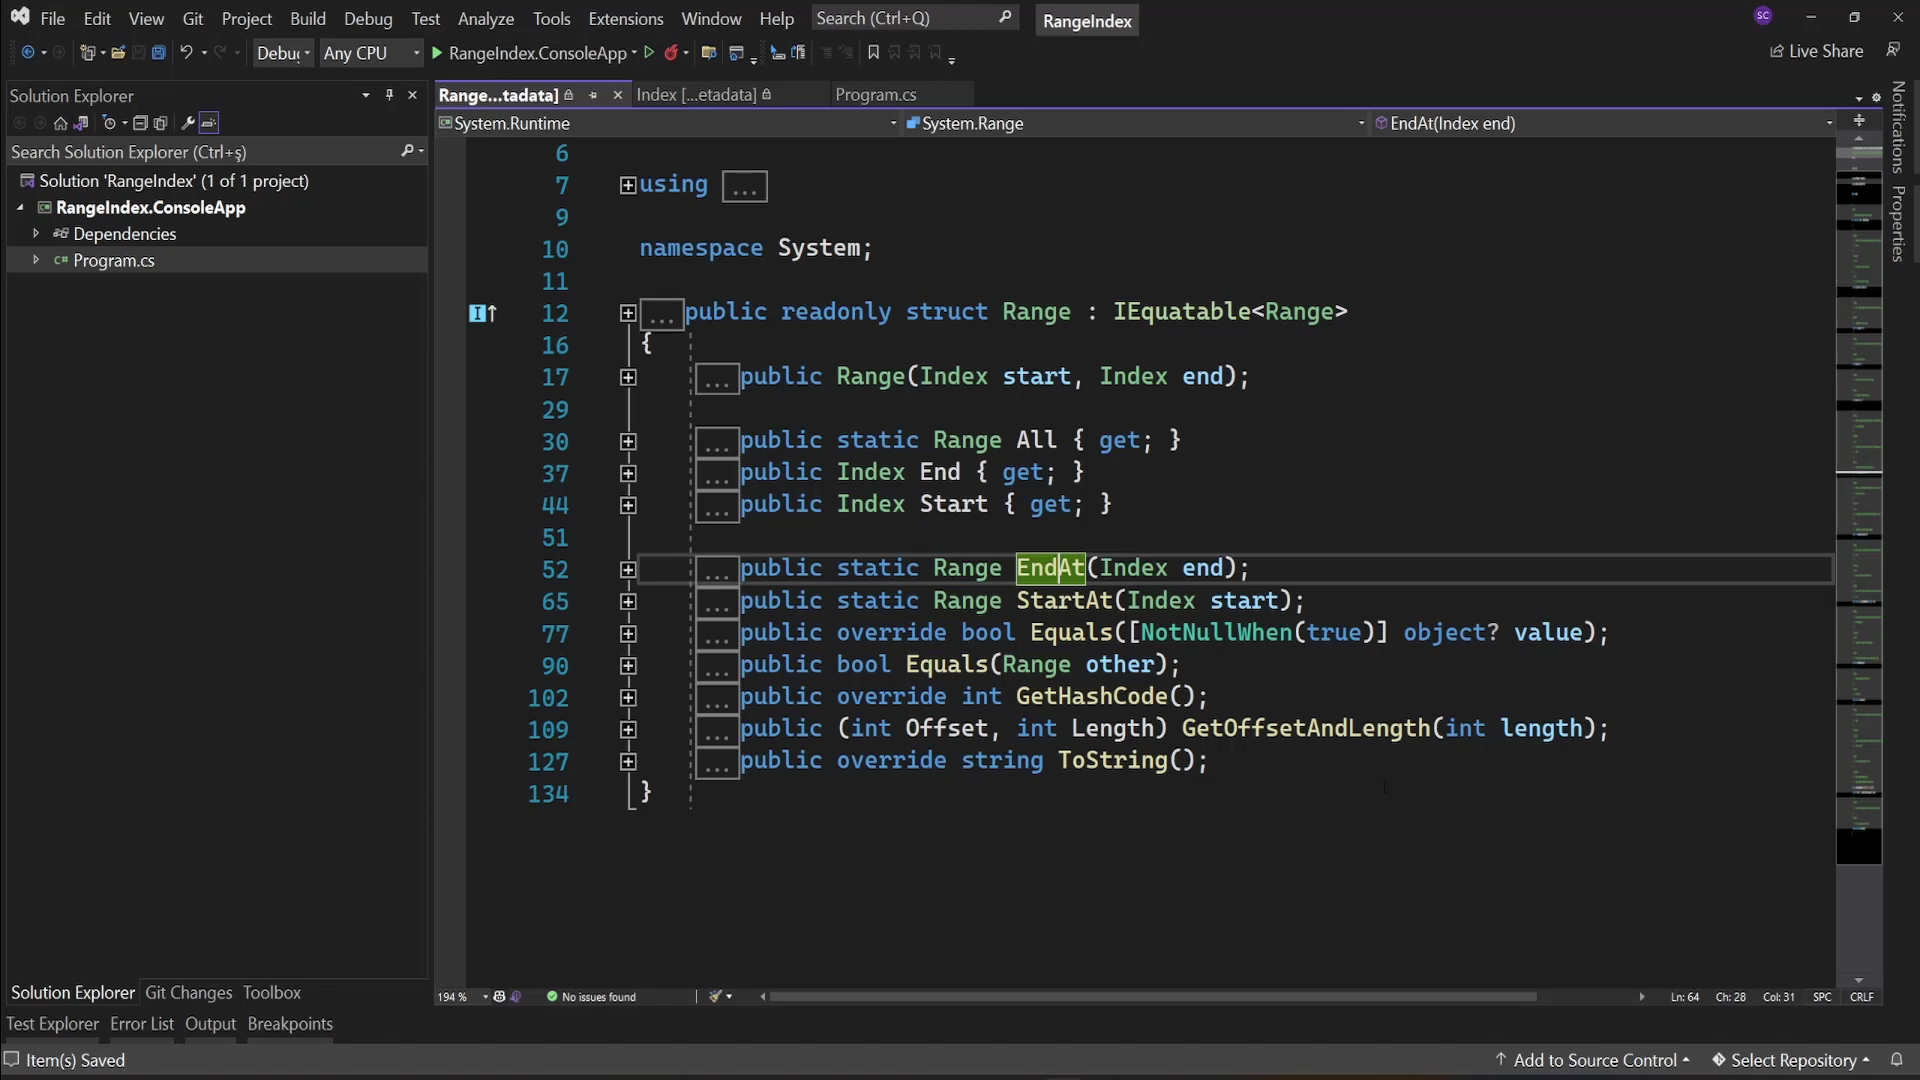 File Edit View Git Project Build Debug Test Analyze Tools Extensions Window Help Search (Ctrl+Q) RangeIndex SC
Debug Any CPU RangeIndex.ConsoleApp Live Share
Solution Explorer
Search Solution Explorer (Ctrl+ş)
Solution 'RangeIndex' (1 of 1 project)
RangeIndex.ConsoleApp
Dependencies
C# Program.cs
Range...tadata] Index [...etadata] Program.cs
System.Runtime System.Range EndAt(Index end)
6
7 using ...
9
10 namespace System;
11
12 ... public readonly struct Range : IEquatable<Range>
16 {
17 ... public Range(Index start, Index end);
29
30 ... public static Range All { get; }
37 ... public Index End { get; }
44 ... public Index Start { get; }
51
52 ... public static Range EndAt(Index end);
65 ... public static Range StartAt(Index start);
77 ... public override bool Equals([NotNullWhen(true)] object? value);
90 ... public bool Equals(Range other);
102 ... public override int GetHashCode();
109 ... public (int Offset, int Length) GetOffsetAndLength(int length);
127 ... public override string ToString();
134 }
Notifications
Properties
194 % No issues found Ln: 64 Ch: 28 Col: 31 SPC CRLF
Solution Explorer Git Changes Toolbox
Test Explorer Error List Output Breakpoints
Item(s) Saved Add to Source Control Select Repository